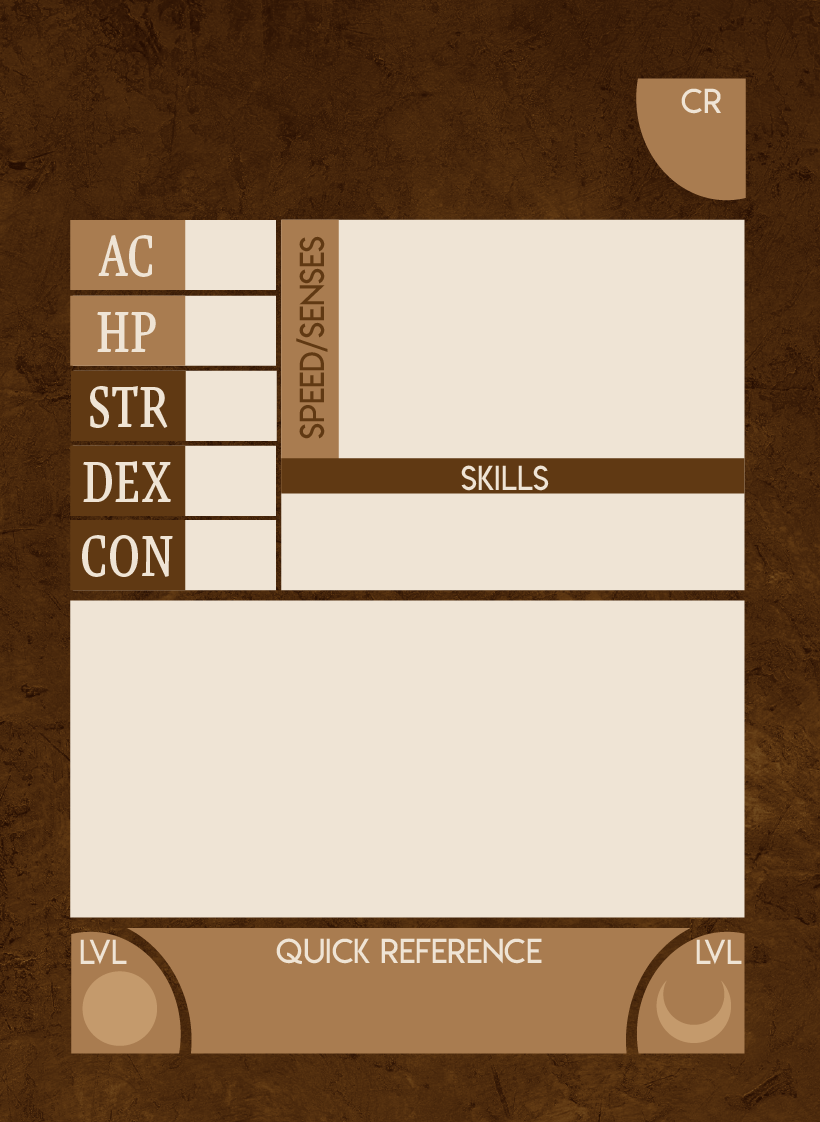 CR
AC
HP
STR
DEX
CON
SPEED/SENSES
SKILLS
LVL
QUICK REFERENCE
LVL